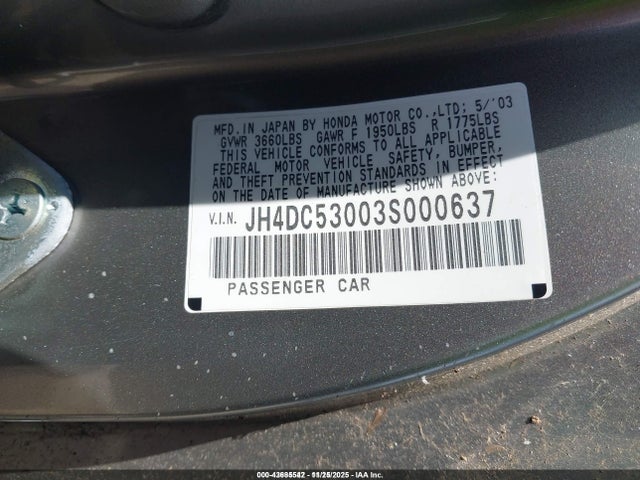 MFD.IN JAPAN BY HONDA MOTOR CO.,LTD; 5/'03
GVWR 3660LBS GAWR F 1950LBS R 1775LBS
THIS VEHICLE CONFORMS TO ALL APPLICABLE
FEDERAL MOTOR VEHICLE SAFETY, BUMPER,
AND THEFT PREVENTION STANDARDS IN EFFECT
ON THE DATE OF MANUFACTURE SHOWN ABOVE:
V.I.N. JH4DC53003S000637
PASSENGER CAR
000-43685542 - 11/25/2025 - IAA, Inc.